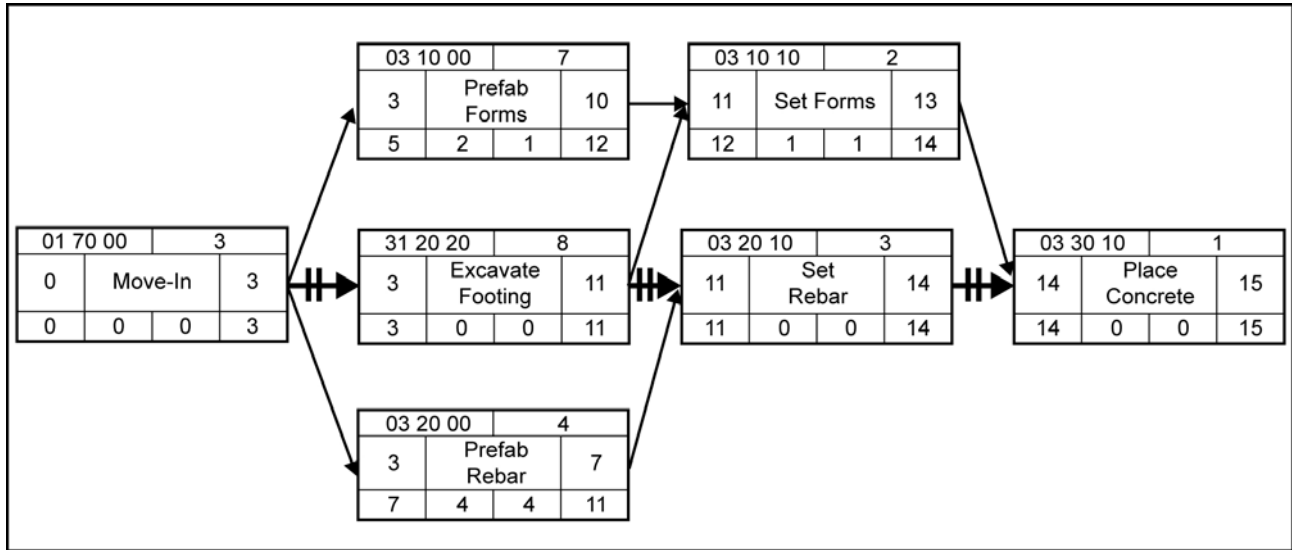 03 10 00 7
3 Prefab Forms 10
5 2 1 12
03 10 10 2
11 Set Forms 13
12 1 1 14
01 70 00 3
0 Move-In 3
0 0 0 3
31 20 20 8
3 Excavate Footing 11
3 0 0 11
03 20 10 3
11 Set Rebar 14
11 0 0 14
03 30 10 1
14 Place Concrete 15
14 0 0 15
03 20 00 4
3 Prefab Rebar 7
7 4 4 11